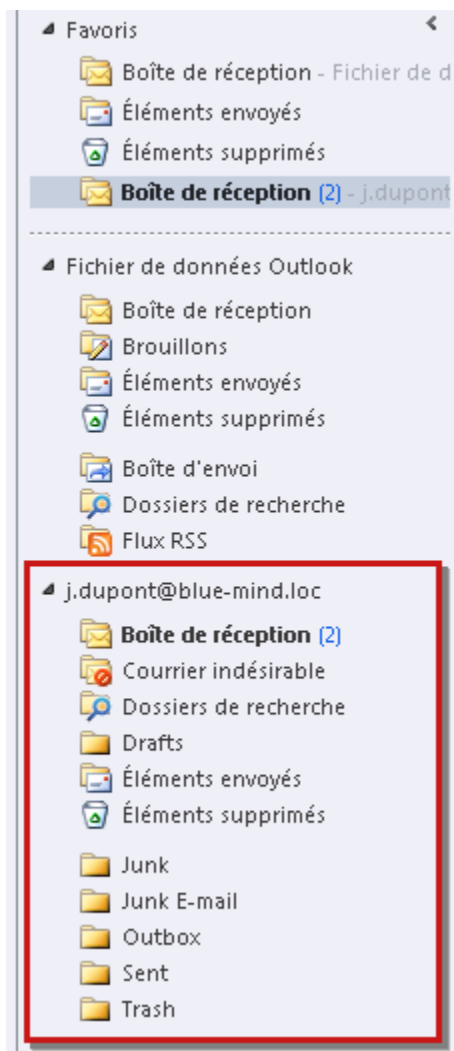 Favoris
Boîte de réception - Fichier de d
Éléments envoyés
Éléments supprimés
Boîte de réception (2) - j.dupont
Fichier de données Outlook
Boîte de réception
Brouillons
Éléments envoyés
Éléments supprimés
Boîte d'envoi
Dossiers de recherche
Flux RSS
j.dupont@blue-mind.loc
Boîte de réception (2)
Courrier indésirable
Dossiers de recherche
Drafts
Éléments envoyés
Éléments supprimés
Junk
Junk E-mail
Outbox
Sent
Trash